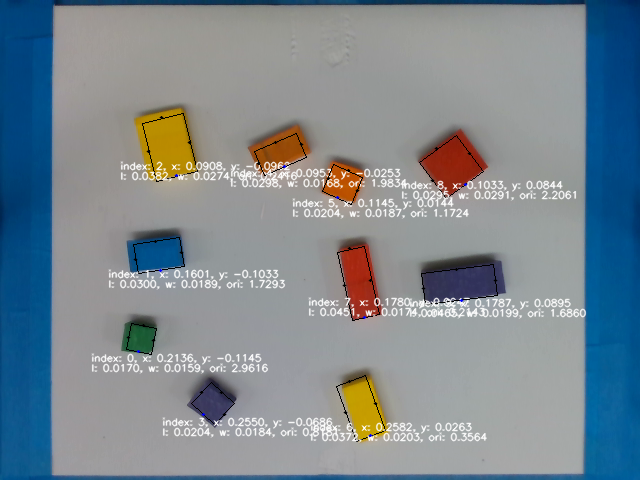 index: 2, x: 0.0908, y: −0.0962
l: 0.0382, w: 0.0274
x: 0.0957, y: −0.0253
l: 0.0298, w: 0.0168, ori: 1.9834
index: 8, x: 0.1033, y: 0.0844
l: 0.0295, w: 0.0291, ori: 2.2061
index: 5, x: 0.1145, y: 0.0144
l: 0.0204, w: 0.0187, ori: 1.1724
index: 1, x: 0.1601, y: −0.1033
l: 0.0300, w: 0.0189, ori: 1.7293
index: 7, x: 0.1780,
l: 0.0451, w:
x: 0.1787, y: 0.0895
w: 0.0199, ori: 1.6860
index: 0, x: 0.2136, y: −0.1145
l: 0.0170, w: 0.0159, ori: 2.9616
index: 3, x: 0.2550, y: −0.0686
l: 0.0204, w: 0.0184, ori:
6, x: 0.2582, y: 0.0263
l: 0.0372, w: 0.0203, ori: 0.3564